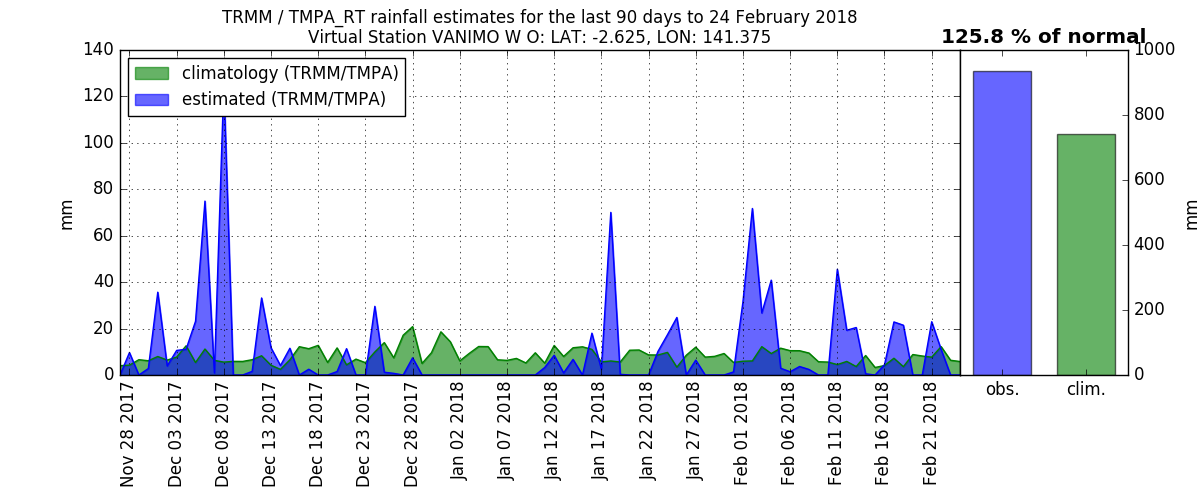 TRMM / TMPA_RT rainfall estimates for the last 90 days to 24 February 2018
Virtual Station VANIMO W O: LAT: -2.625, LON: 141.375
125.8 % of normal
climatology (TRMM/TMPA)
estimated (TRMM/TMPA)
140
120
100
80
60
40
20
0
mm
Nov 28 2017
Dec 03 2017
Dec 08 2017
Dec 13 2017
Dec 18 2017
Dec 23 2017
Dec 28 2017
Jan 02 2018
Jan 07 2018
Jan 12 2018
Jan 17 2018
Jan 22 2018
Jan 27 2018
Feb 01 2018
Feb 06 2018
Feb 11 2018
Feb 16 2018
Feb 21 2018
1000
800
600
400
200
0
mm
obs.
clim.